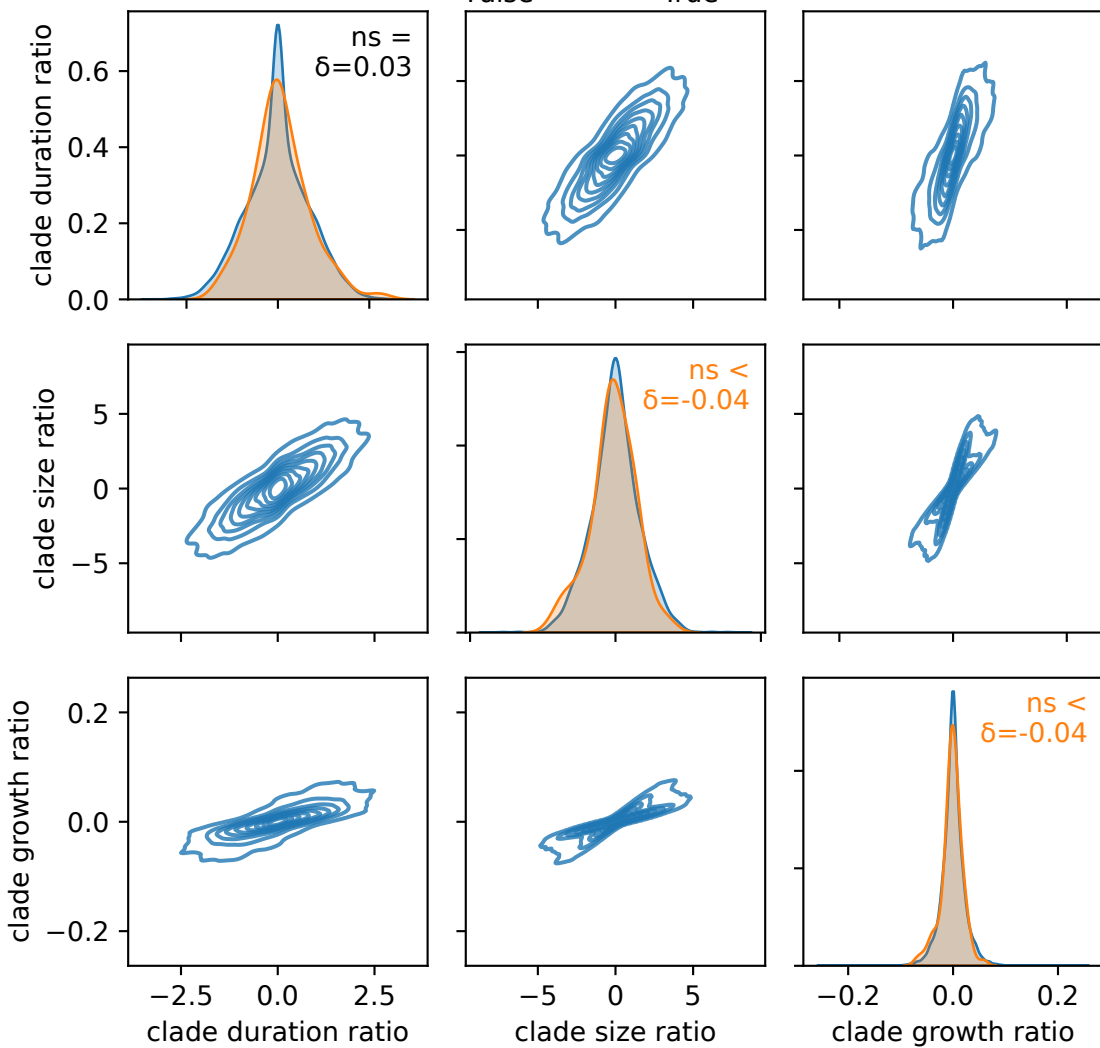 clade duration ratio
0.6
0.4
0.2
0.0
ns =
δ=0.03
clade size ratio
5
0
−5
ns <
δ=-0.04
clade growth ratio
0.2
0.0
−0.2
ns <
δ=-0.04
−2.5 0.0 2.5
−5 0 5
−0.2 0.0 0.2
clade duration ratio
clade size ratio
clade growth ratio